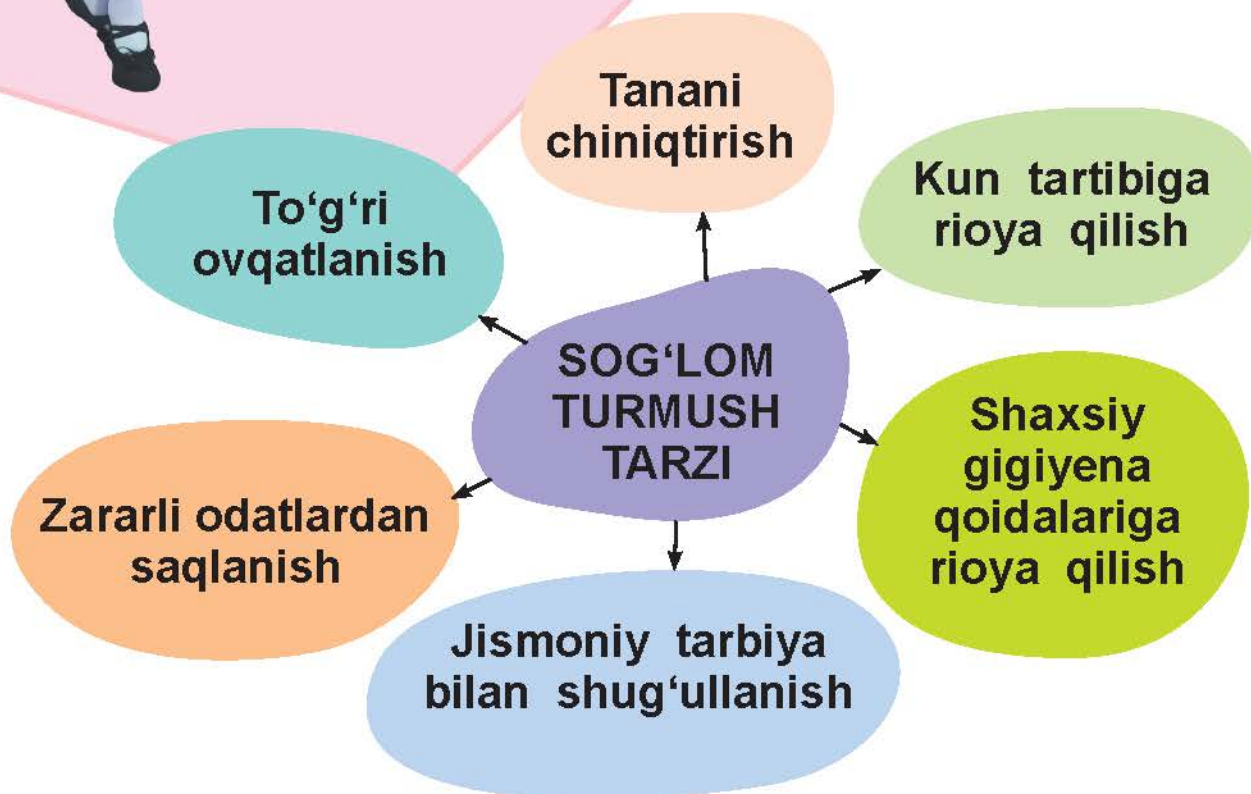 Tanani
chiniqtirish
To‘g‘ri
ovqatlanish
Kun tartibiga
rioya qilish
SOG‘LOM
TURMUSH
TARZI
Shaxsiy
gigiyena
qoidalariga
rioya qilish
Zararli odatlardan
saqlanish
Jismoniy tarbiya
bilan shug‘ullanish